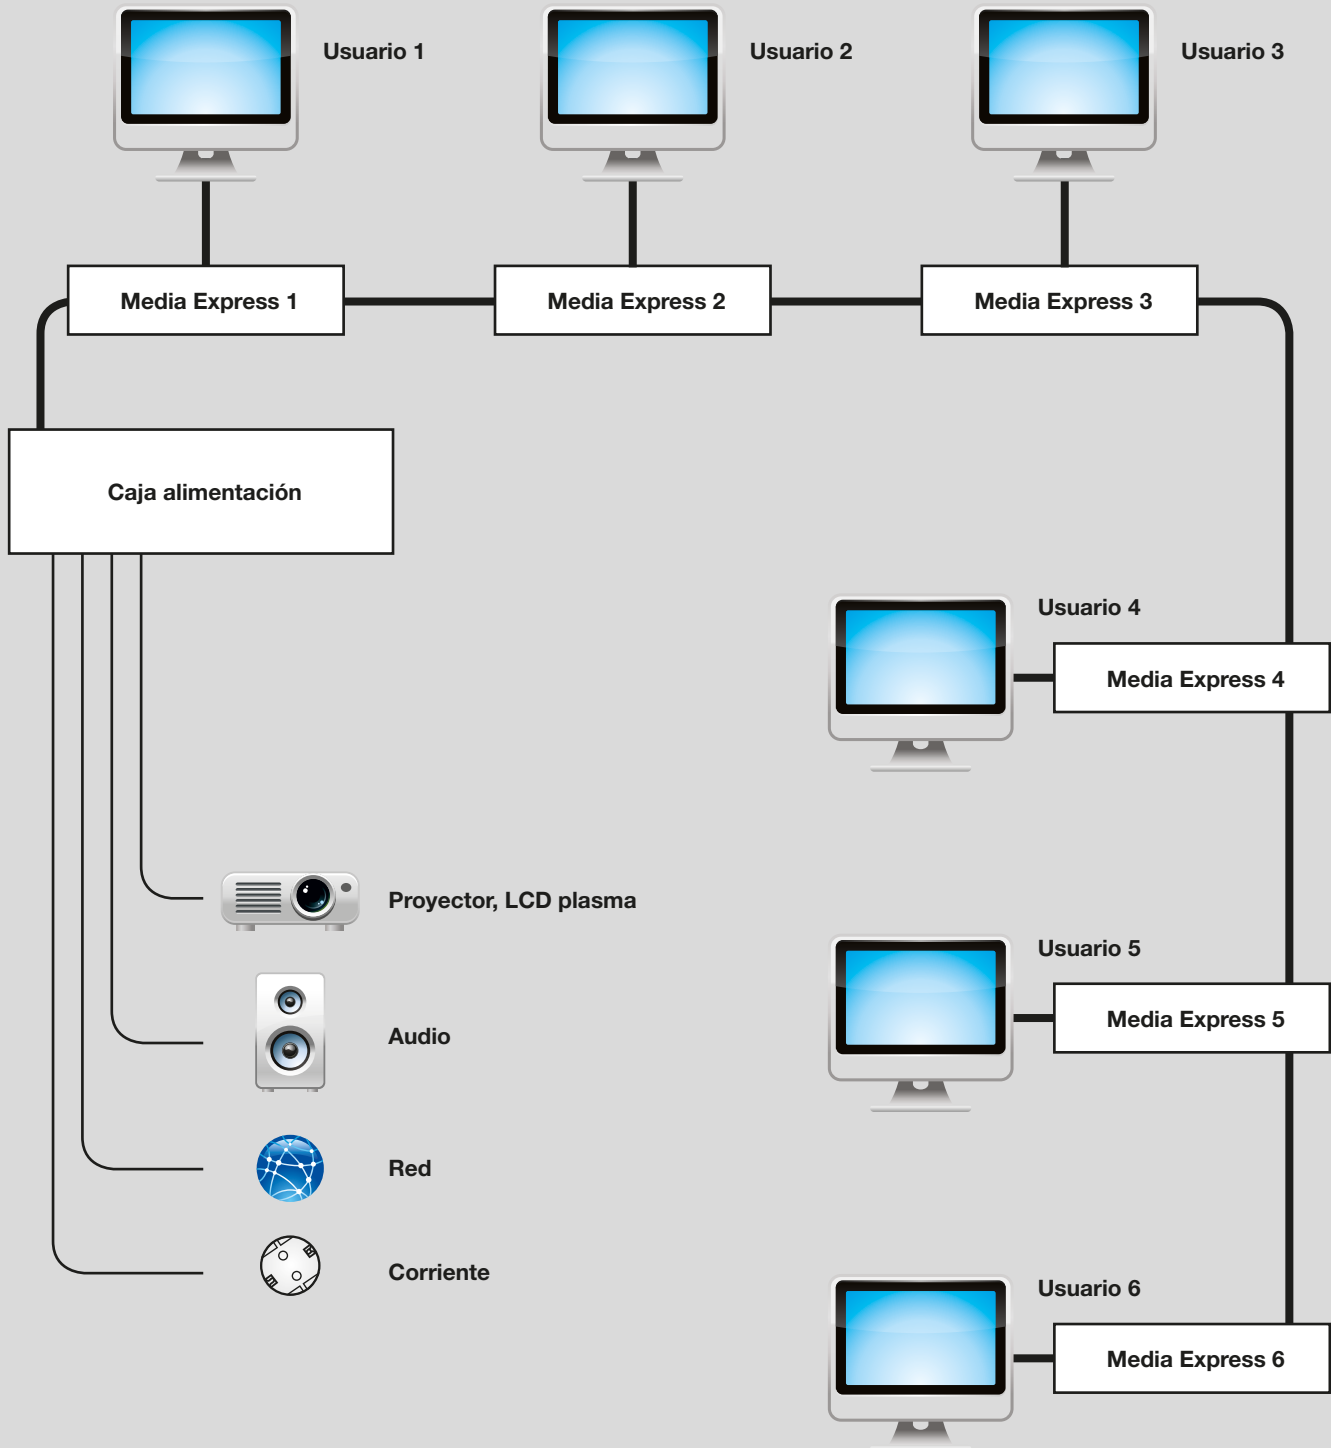 Usuario 1
Usuario 2
Usuario 3
Media Express 1
Media Express 2
Media Express 3
Caja alimentación
Usuario 4
Media Express 4
Proyector, LCD plasma
Usuario 5
Media Express 5
Audio
Red
Corriente
Usuario 6
Media Express 6